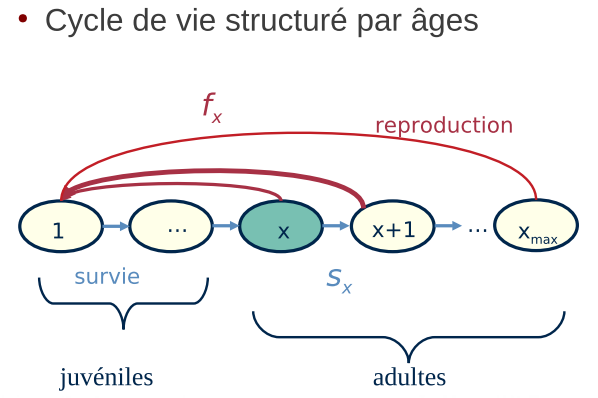 • Cycle de vie structuré par âges
fx
reproduction
1 ... x x+1 ... xmax
survie
sx
juvéniles adultes